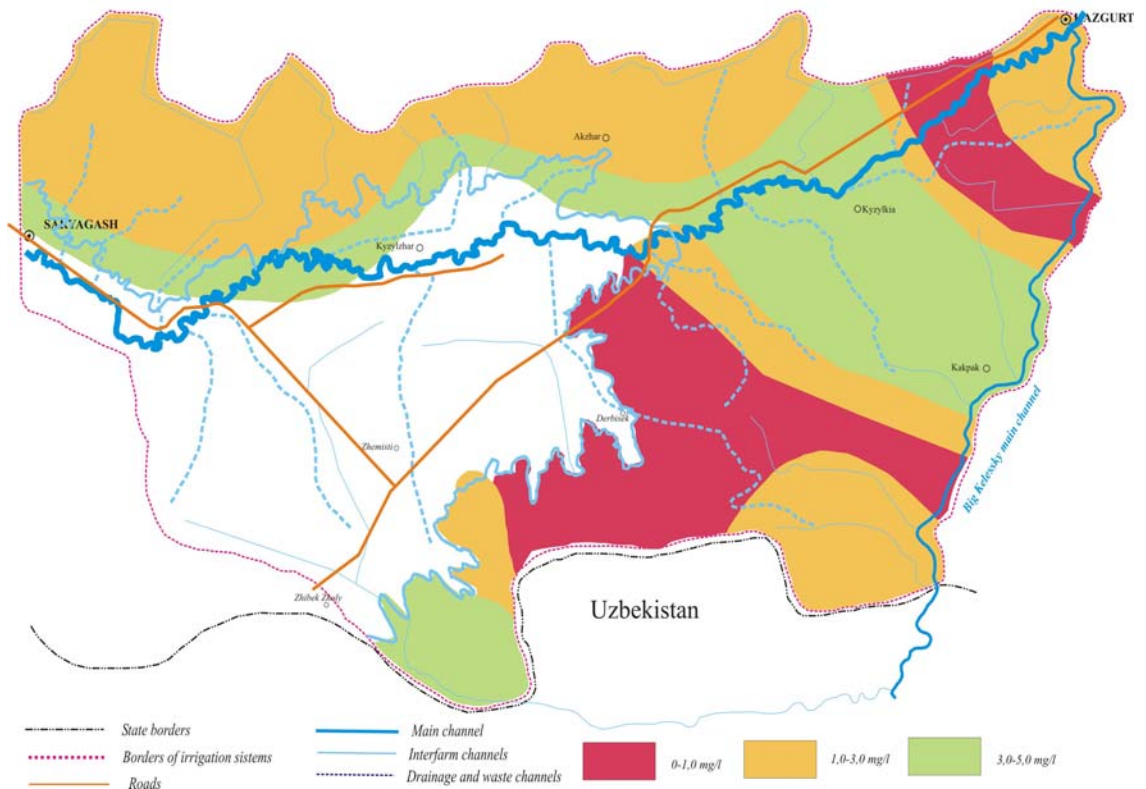 KAZGURT
Akzhar
Kyzylkia
SARYAGASH
Kyzylzhar
Kakpak
Derbisek
Zhemisti
Big Kelessky main channel
Zhibek Zholy
Uzbekistan
State borders
Borders of irrigation sistems
Roads
Main channel
Interfarm channels
Drainage and waste channels
0-1,0 mg/l
1,0-3,0 mg/l
3,0-5,0 mg/l